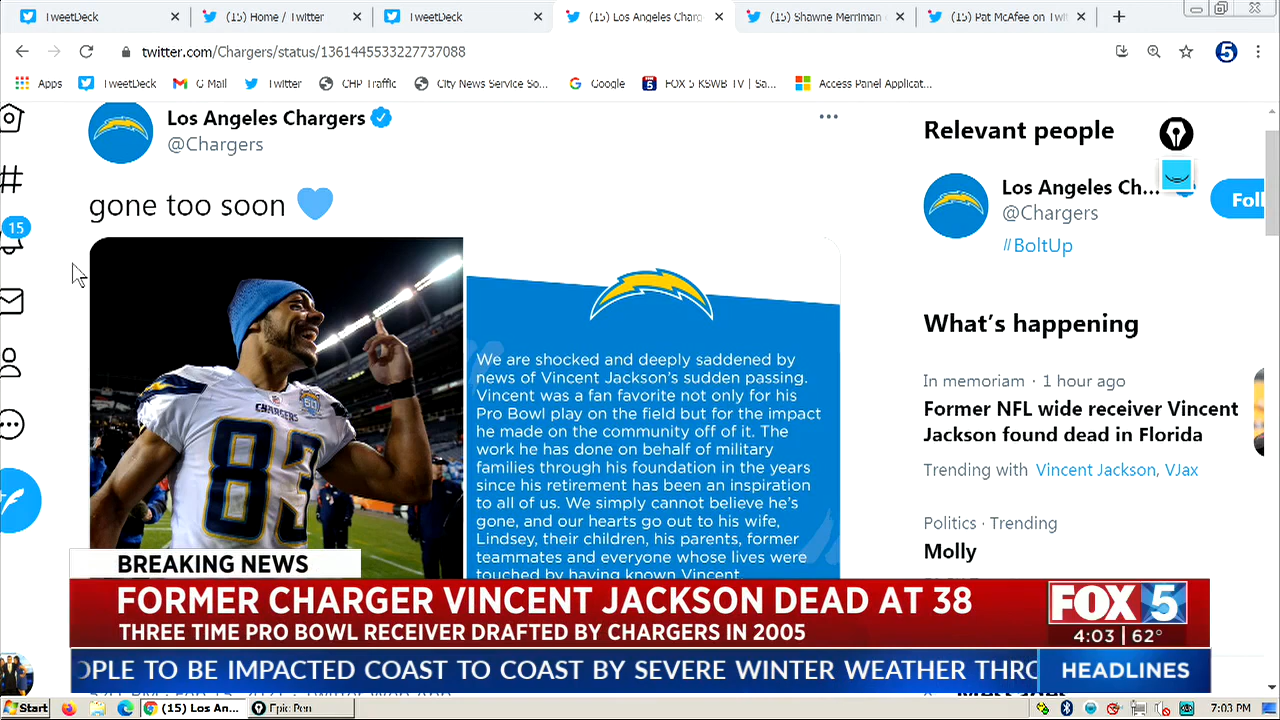 TweetDeck
(15) Home / Twitter
TweetDeck
(15) Los Angeles Charg
(15) Shawne Merriman
(15) Pat McAfee on Twi
twitter.com/Chargers/status/1361445533227737088
Apps
TweetDeck
G Mail
Twitter
CHP Traffic
City News Service So...
Google
FOX 5 KSWB TV | Sa...
Access Panel Applicat...
Los Angeles Chargers
@Chargers
gone too soon
15
CHARGERS
83
We are shocked and deeply saddened by
news of Vincent Jackson's sudden passing.
Vincent was a fan favorite not only for his
Pro Bowl play on the field but for the impact
he made on the community off of it. The
work he has done on behalf of military
families through his foundation in the years
since his retirement has been an inspiration
to all of us. We simply cannot believe he's
gone, and our hearts go out to his wife,
Lindsey, their children, his parents, former
teammates and everyone whose lives were
touched by having known Vincent.
Relevant people
Los Angeles Ch...
@Chargers
Foll
#BoltUp
What's happening
In memoriam · 1 hour ago
Former NFL wide receiver Vincent
Jackson found dead in Florida
Trending with Vincent Jackson, VJax
Politics · Trending
Molly
BREAKING NEWS
FORMER CHARGER VINCENT JACKSON DEAD AT 38
THREE TIME PRO BOWL RECEIVER DRAFTED BY CHARGERS IN 2005
FOX 5
4:03 | 62°
OPLE TO BE IMPACTED COAST TO COAST BY SEVERE WINTER WEATHER THRO
HEADLINES
Start
(15) Los An...
Epic Pen
7:03 PM